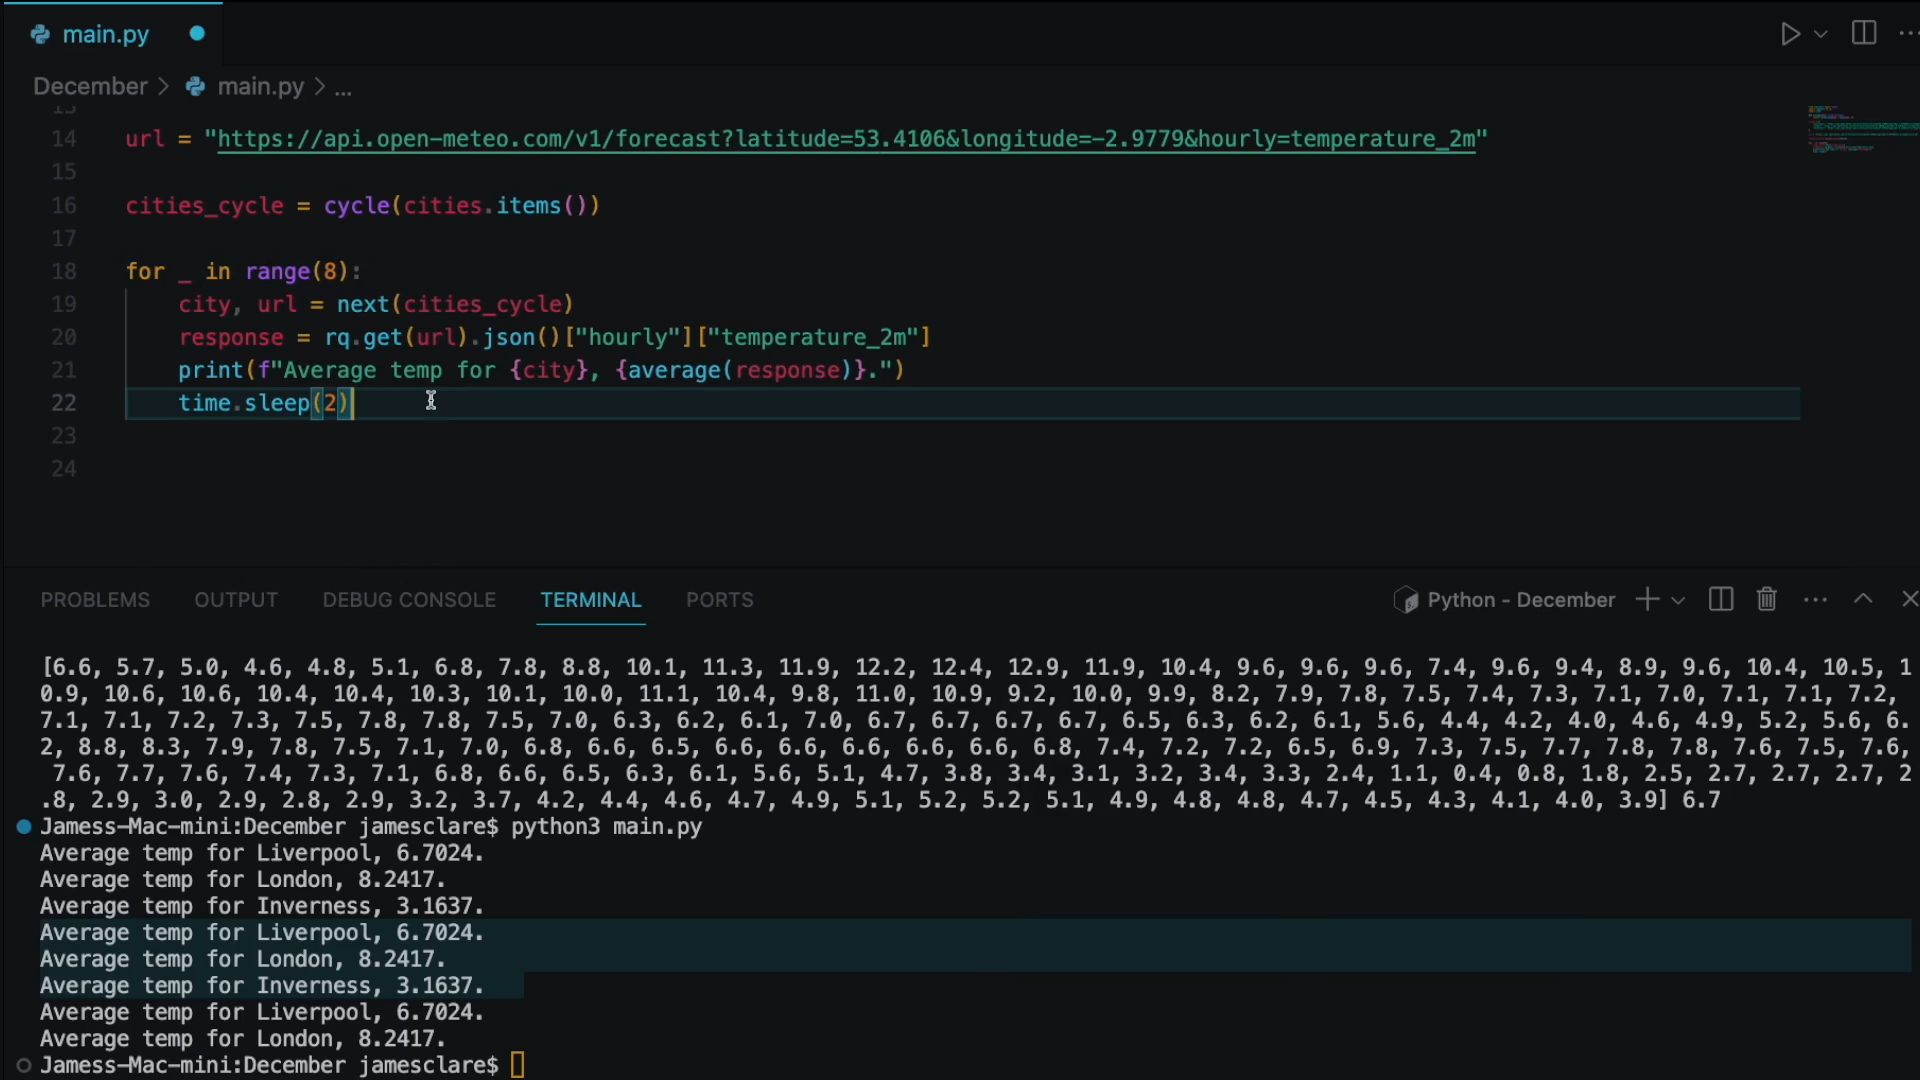 main.py
December > main.py > ...
13
14 url = "https://api.open-meteo.com/v1/forecast?latitude=53.4106&longitude=-2.9779&hourly=temperature_2m"
15
16 cities_cycle = cycle(cities.items())
17
18 for _ in range(8):
19 city, url = next(cities_cycle)
20 response = rq.get(url).json()["hourly"]["temperature_2m"]
21 print(f"Average temp for {city}, {average(response)}.")
22 time.sleep(2)
23
24
PROBLEMS OUTPUT DEBUG CONSOLE TERMINAL PORTS Python - December
[6.6, 5.7, 5.0, 4.6, 4.8, 5.1, 6.8, 7.8, 8.8, 10.1, 11.3, 11.9, 12.2, 12.4, 12.9, 11.9, 10.4, 9.6, 9.6, 9.6, 7.4, 9.6, 9.4, 8.9, 9.6, 10.4, 10.5, 1
0.9, 10.6, 10.6, 10.4, 10.4, 10.3, 10.1, 10.0, 11.1, 10.4, 9.8, 11.0, 10.9, 9.2, 10.0, 9.9, 8.2, 7.9, 7.8, 7.5, 7.4, 7.3, 7.1, 7.0, 7.1, 7.1, 7.2,
7.1, 7.1, 7.2, 7.3, 7.5, 7.8, 7.8, 7.5, 7.0, 6.3, 6.2, 6.1, 7.0, 6.7, 6.7, 6.7, 6.7, 6.5, 6.3, 6.2, 6.1, 5.6, 4.4, 4.2, 4.0, 4.6, 4.9, 5.2, 5.6, 6.
2, 8.8, 8.3, 7.9, 7.8, 7.5, 7.1, 7.0, 6.8, 6.6, 6.5, 6.6, 6.6, 6.6, 6.6, 6.6, 6.8, 7.4, 7.2, 7.2, 6.5, 6.9, 7.3, 7.5, 7.7, 7.8, 7.8, 7.6, 7.5, 7.6,
7.6, 7.7, 7.6, 7.4, 7.3, 7.1, 6.8, 6.6, 6.5, 6.3, 6.1, 5.6, 5.1, 4.7, 3.8, 3.4, 3.1, 3.2, 3.4, 3.3, 2.4, 1.1, 0.4, 0.8, 1.8, 2.5, 2.7, 2.7, 2.7, 2
.8, 2.9, 3.0, 2.9, 2.8, 2.9, 3.2, 3.7, 4.2, 4.4, 4.6, 4.7, 4.9, 5.1, 5.2, 5.2, 5.1, 4.9, 4.8, 4.8, 4.7, 4.5, 4.3, 4.1, 4.0, 3.9] 6.7
Jamess-Mac-mini:December jamesclare$ python3 main.py
Average temp for Liverpool, 6.7024.
Average temp for London, 8.2417.
Average temp for Inverness, 3.1637.
Average temp for Liverpool, 6.7024.
Average temp for London, 8.2417.
Average temp for Inverness, 3.1637.
Average temp for Liverpool, 6.7024.
Average temp for London, 8.2417.
Jamess-Mac-mini:December jamesclare$